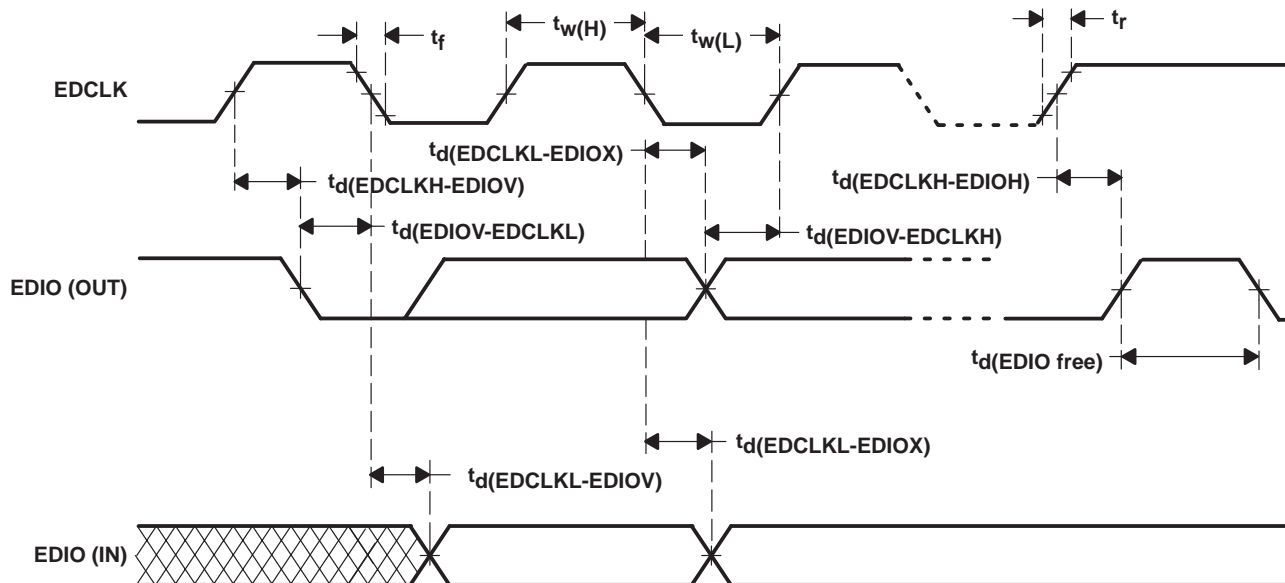 tf
tw(H)
tw(L)
tr
EDCLK
td(EDCLKL-EDIOX)
td(EDCLKH-EDIOV)
td(EDCLKH-EDIOH)
td(EDIOV-EDCLKL)
td(EDIOV-EDCLKH)
EDIO (OUT)
td(EDIO free)
td(EDCLKL-EDIOX)
td(EDCLKL-EDIOV)
EDIO (IN)